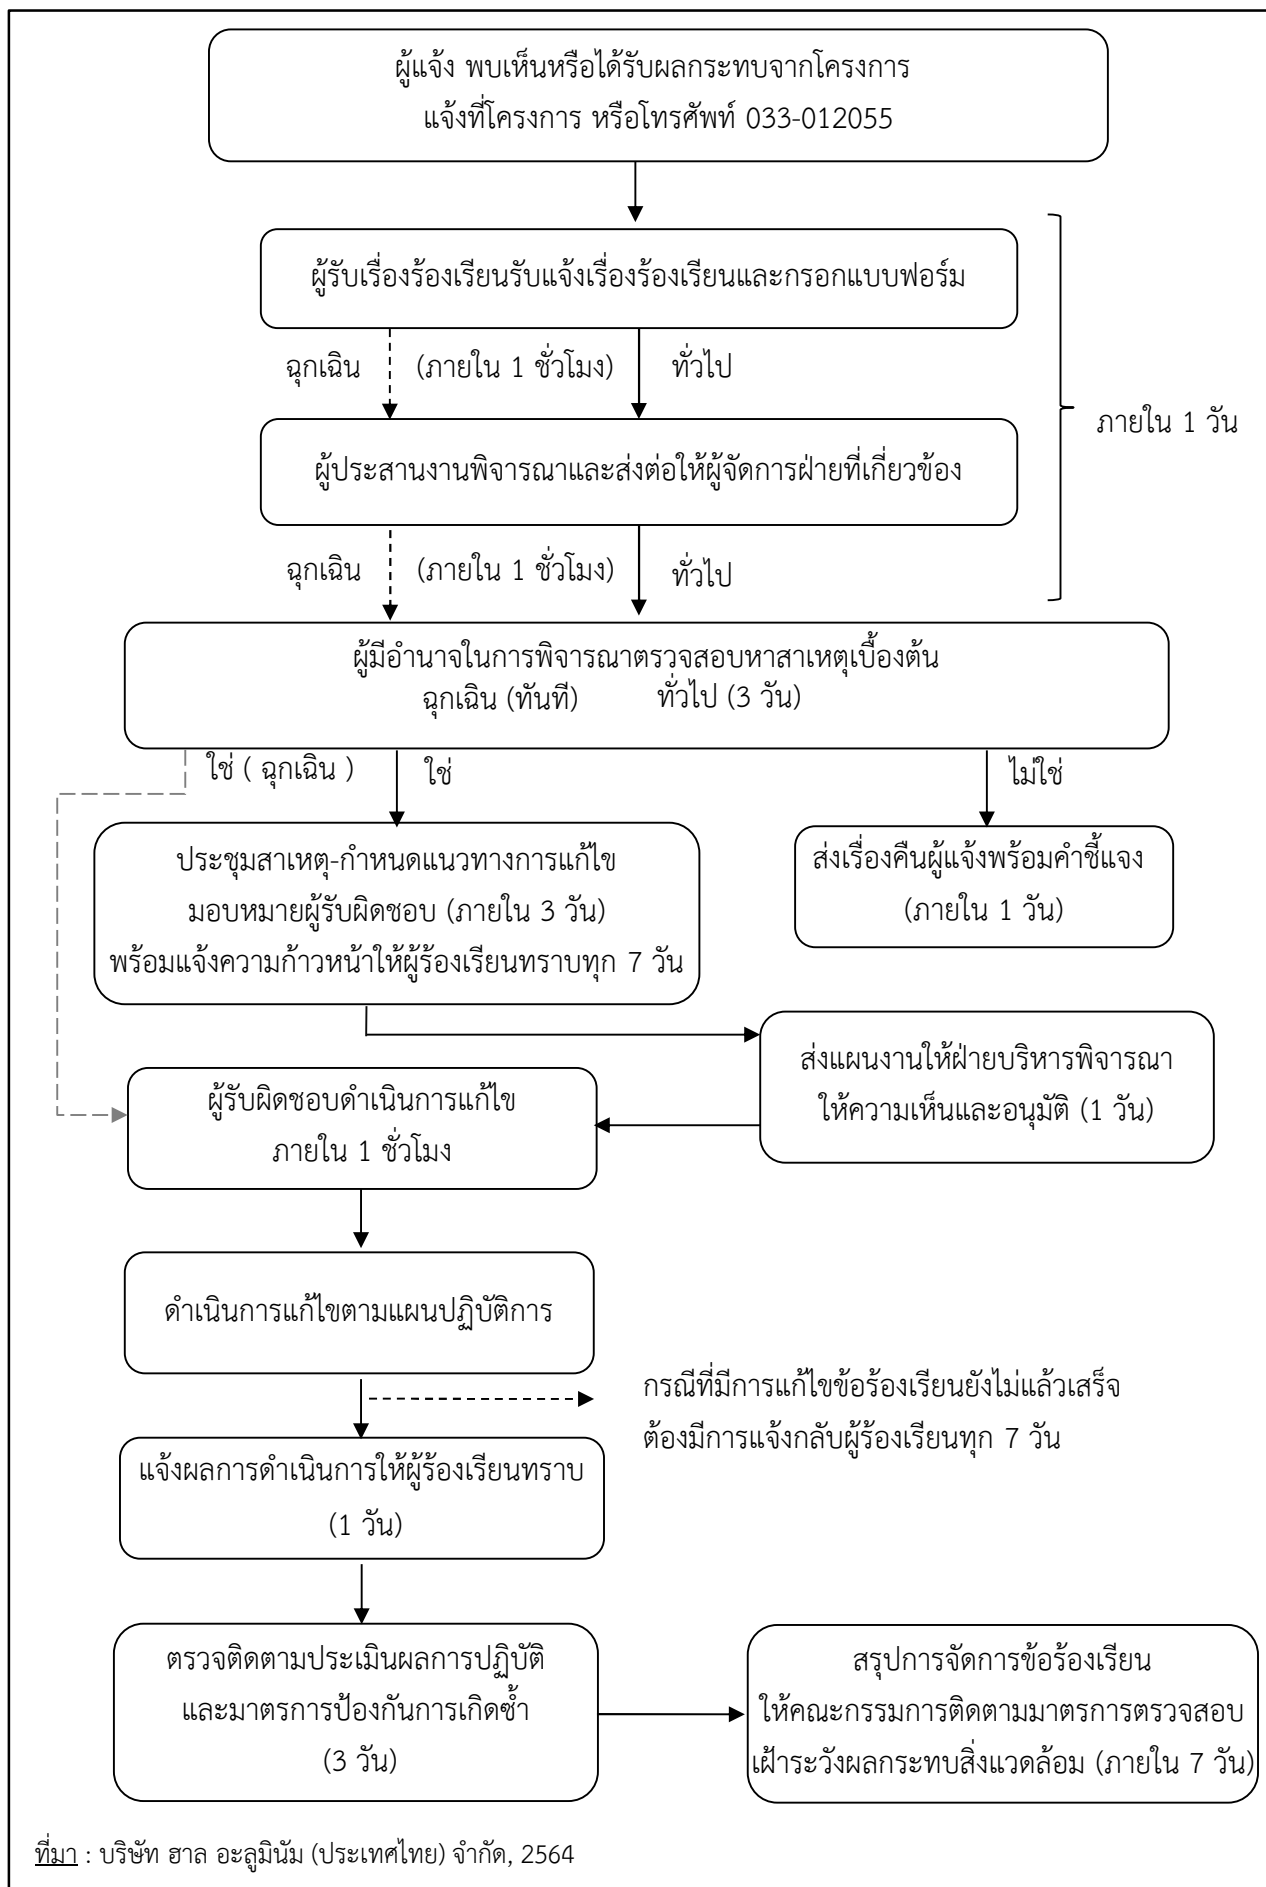 ผู้แจ้ง พบเห็นหรือได้รับผลกระทบจากโครงการ
แจ้งที่โครงการ หรือโทรศัพท์ 033-012055
ผู้รับเรื่องร้องเรียนรับแจ้งเรื่องร้องเรียนและกรอกแบบฟอร์ม
ฉุกเฉิน (ภายใน 1 ชั่วโมง) ทั่วไป
ภายใน 1 วัน
ผู้ประสานงานพิจารณาและส่งต่อให้ผู้จัดการฝ่ายที่เกี่ยวข้อง
ฉุกเฉิน (ภายใน 1 ชั่วโมง) ทั่วไป
ผู้มีอำนาจในการพิจารณาตรวจสอบหาสาเหตุเบื้องต้น
ฉุกเฉิน (ทันที) ทั่วไป (3 วัน)
ใช่ ( ฉุกเฉิน ) ใช่ ไม่ใช่
ประชุมสาเหตุ-กำหนดแนวทางการแก้ไข
มอบหมายผู้รับผิดชอบ (ภายใน 3 วัน)
พร้อมแจ้งความก้าวหน้าให้ผู้ร้องเรียนทราบทุก 7 วัน
ส่งเรื่องคืนผู้แจ้งพร้อมคำชี้แจง
(ภายใน 1 วัน)
ส่งแผนงานให้ฝ่ายบริหารพิจารณา
ให้ความเห็นและอนุมัติ (1 วัน)
ผู้รับผิดชอบดำเนินการแก้ไข
ภายใน 1 ชั่วโมง
ดำเนินการแก้ไขตามแผนปฏิบัติการ
กรณีที่มีการแก้ไขข้อร้องเรียนยังไม่แล้วเสร็จ
ต้องมีการแจ้งกลับผู้ร้องเรียนทุก 7 วัน
แจ้งผลการดำเนินการให้ผู้ร้องเรียนทราบ
(1 วัน)
ตรวจติดตามประเมินผลการปฏิบัติ
และมาตรการป้องกันการเกิดซ้ำ
(3 วัน)
สรุปการจัดการข้อร้องเรียน
ให้คณะกรรมการติดตามมาตรการตรวจสอบ
เฝ้าระวังผลกระทบสิ่งแวดล้อม (ภายใน 7 วัน)
ที่มา : บริษัท ฮาล อะลูมินัม (ประเทศไทย) จำกัด, 2564